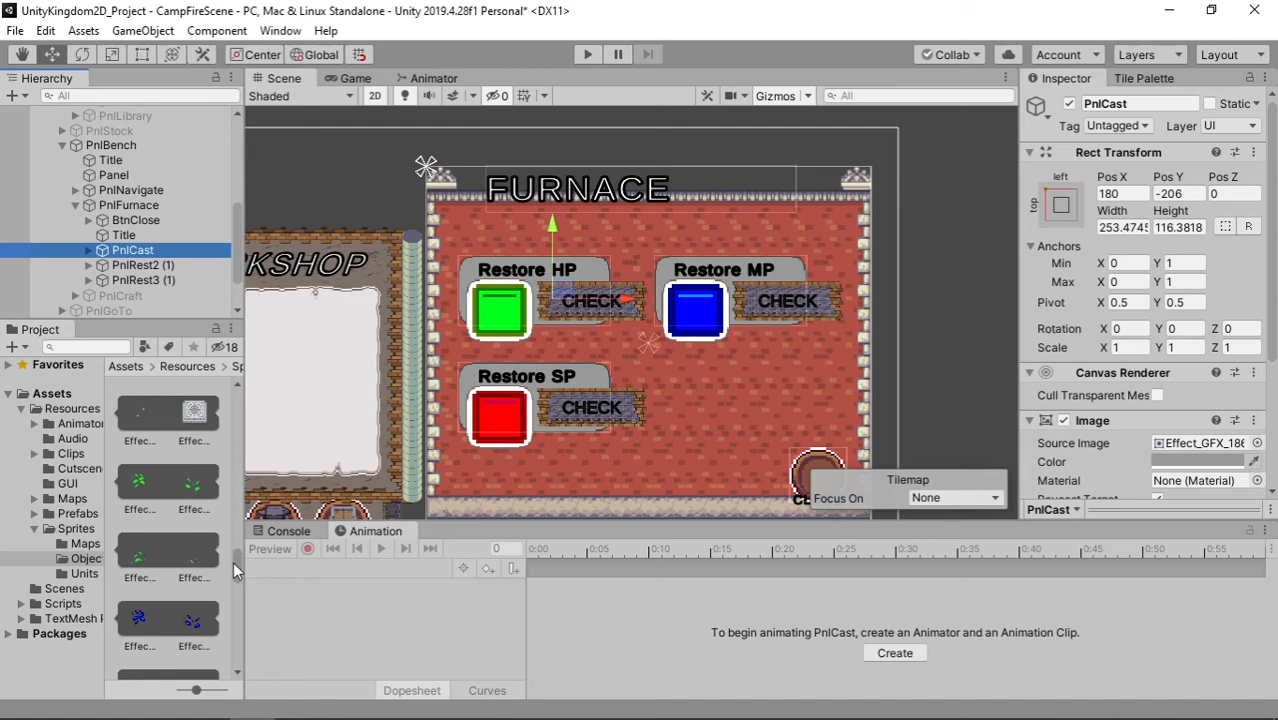 UnityKingdom2D_Project - CampFireScene - PC, Mac & Linux Standalone - Unity 2019.4.28f1 Personal* <DX11>
File Edit Assets GameObject Component Window Help
Center Global Collab Account Layers Layout
Hierarchy
All
PnlLibrary
PnlStock
PnlBench
Title
Panel
PnlNavigate
PnlFurnace
BtnClose
Title
PnlCast
PnlRest2 (1)
PnlRest3 (1)
PnlCraft
PnlGoTo
Scene Game Animator
Shaded 2D 0 Gizmos All
FURNACE
Restore HP
CHECK
Restore MP
CHECK
Restore SP
CHECK
RKSHOP
Tilemap
Focus On None
Inspector Tile Palette
PnlCast Static
Tag Untagged Layer UI
Rect Transform
left Pos X Pos Y Pos Z
top 180 -206 0
Width Height
253.4745 116.3818 R
Anchors
Min X 0 Y 1
Max X 0 Y 1
Pivot X 0.5 Y 0.5
Rotation X 0 Y 0 Z 0
Scale X 1 Y 1 Z 1
Canvas Renderer
Cull Transparent Mes
Image
Source Image Effect_GFX_186
Color
Material None (Material)
PnlCast
Project
18
Favorites
Assets
Resources
Animator
Audio
Clips
Cutscen
GUI
Maps
Prefabs
Sprites
Maps
Objec
Units
Scenes
Scripts
TextMesh P
Packages
Assets Resources Sp
Effec... Effec...
Effec... Effec...
Effec... Effec...
Effec... Effec...
Console Animation
Preview 0 0:00 0:05 0:10 0:15 0:20 0:25 0:30 0:35 0:40 0:45 0:50 0:55
To begin animating PnlCast, create an Animator and an Animation Clip.
Create
Dopesheet Curves